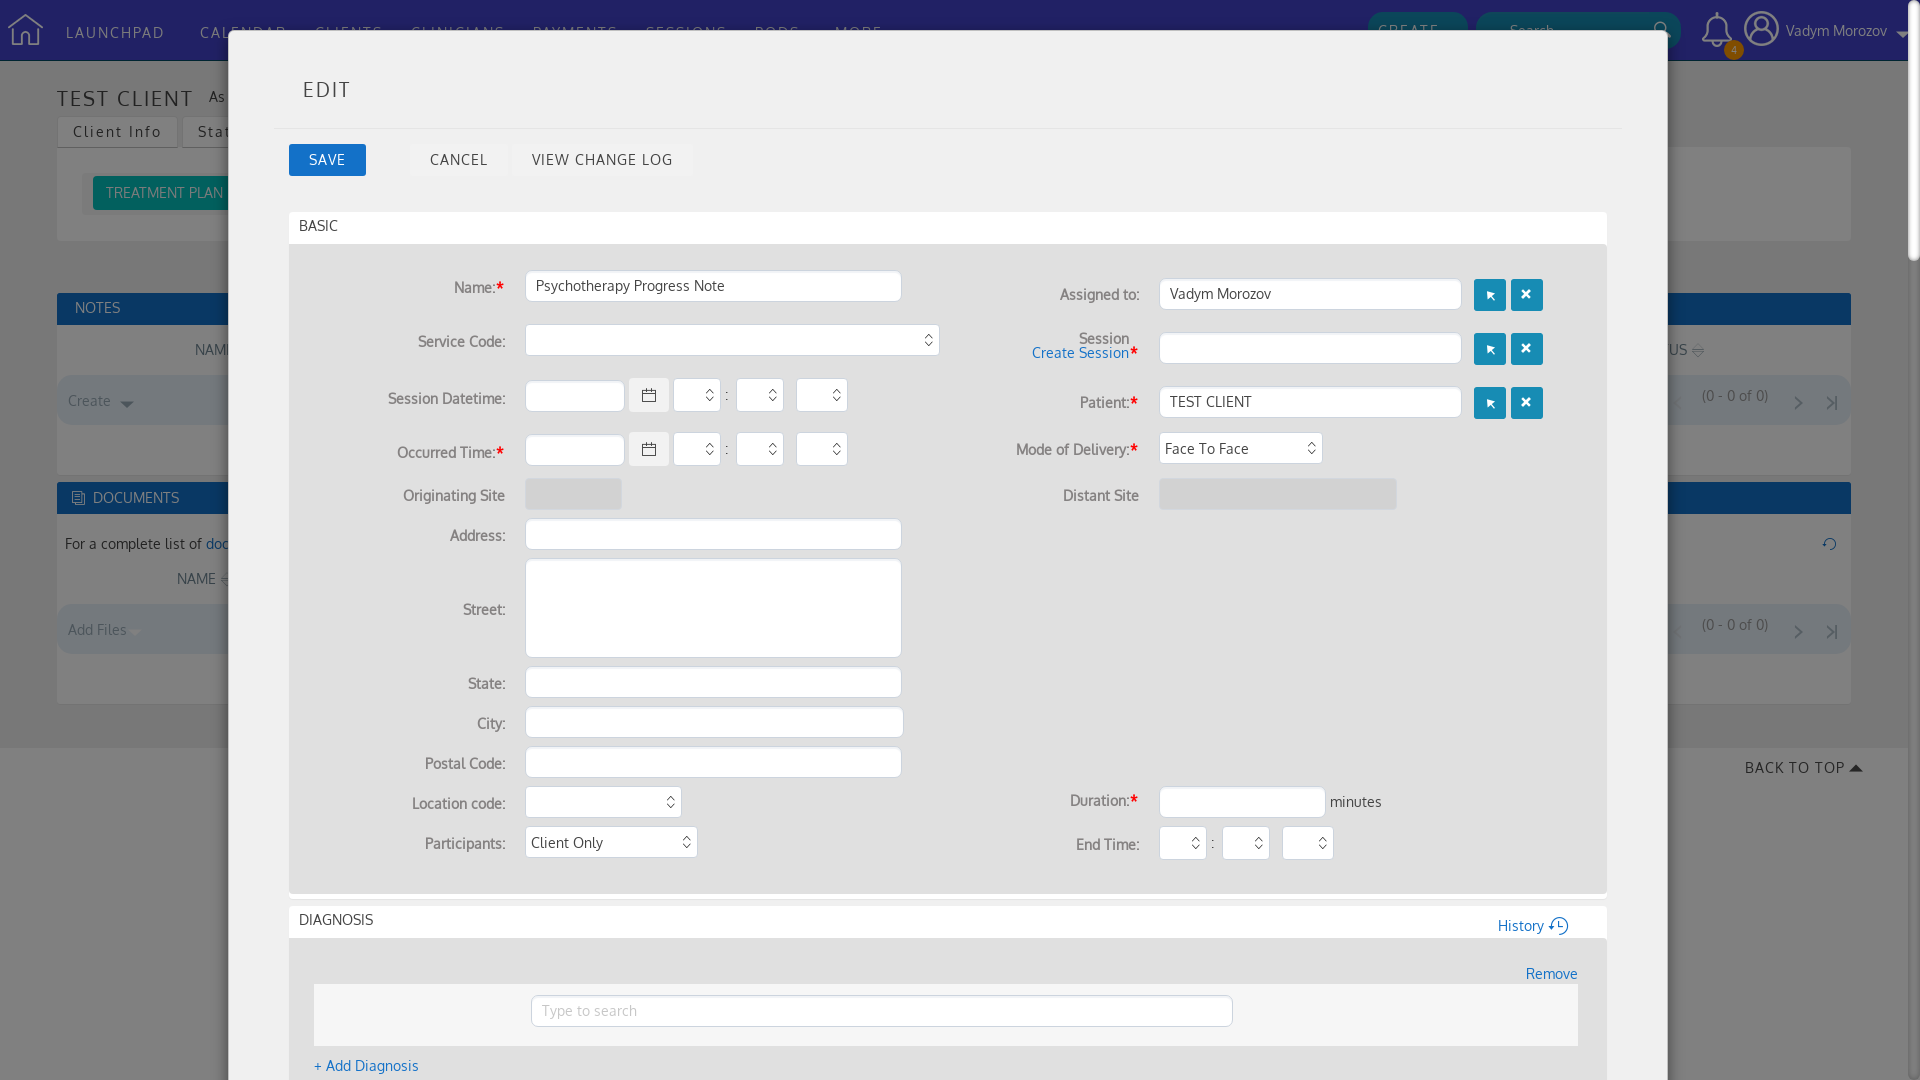 LAUNCHPAD CALENDAR CLIENTS CLINICIANS PAYMENTS SESSIONS PODS MORE CREATE Search 4 Vadym Morozov
TEST CLIENT As
Client Info Stat
TREATMENT PLAN
NOTES
NAM
Create
DOCUMENTS
For a complete list of doc
NAME
Add Files
EDIT
SAVE CANCEL VIEW CHANGE LOG
BASIC
Name:* Psychotherapy Progress Note
Assigned to: Vadym Morozov
Service Code:
Session
Create Session*
Session Datetime: :
Patient:* TEST CLIENT
Occurred Time:* :
Mode of Delivery:* Face To Face
Originating Site
Distant Site
Address:
Street:
State:
City:
Postal Code:
Location code:
Duration:* minutes
Participants: Client Only
End Time: :
DIAGNOSIS
History
Remove
Type to search
+ Add Diagnosis
US
(0 - 0 of 0)
(0 - 0 of 0)
BACK TO TOP